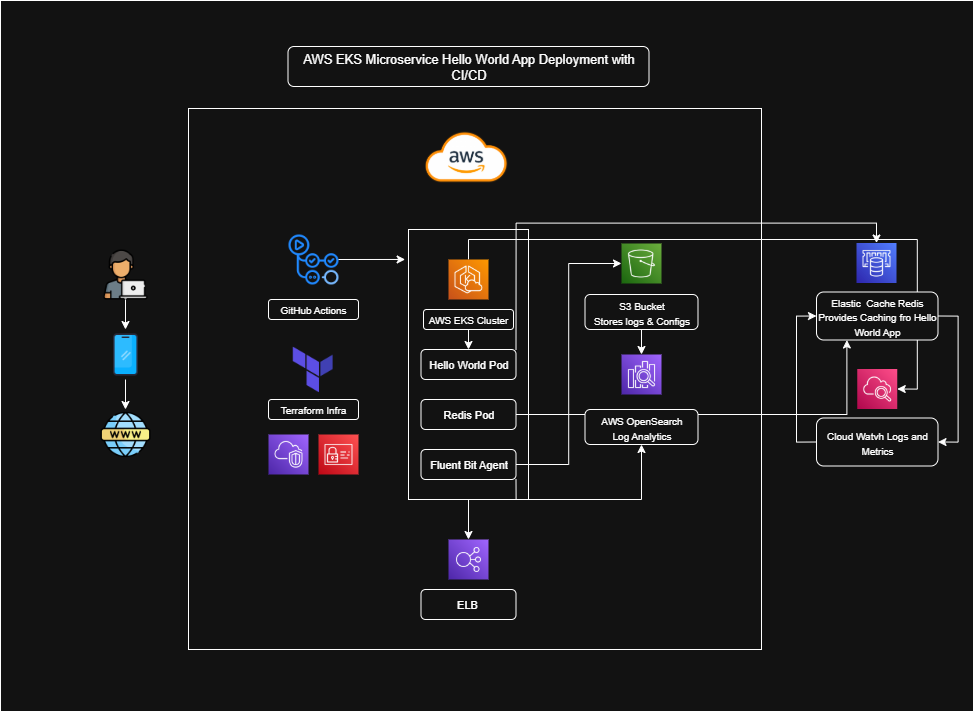 AWS EKS Microservice Hello World App Deployment with
CI/CD
aws
GitHub Actions
AWS EKS Cluster
Hello World Pod
Redis Pod
Fluent Bit Agent
ELB
Terraform Infra
S3 Bucket
Stores logs & Configs
AWS OpenSearch
Log Analytics
Elastic Cache Redis
Provides Caching fro Hello
World App
Cloud Watvh Logs and
Metrics
WWW